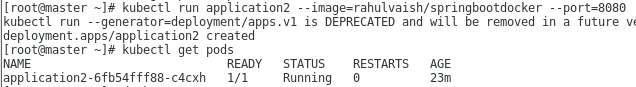 [root@master ~]# kubectl run application2 --image=rahulvaish/springbootdocker --port=8080
kubectl run --generator=deployment/apps.v1 is DEPRECATED and will be removed in a future ve
deployment.apps/application2 created
[root@master ~]# kubectl get pods
NAME READY STATUS RESTARTS AGE
application2-6fb54fff88-c4cxh 1/1 Running 0 23m